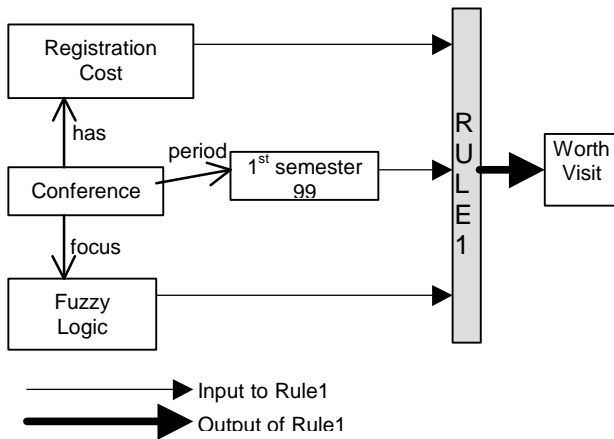 Registration
Cost
has
period
Conference
1st semester
99
focus
Fuzzy
Logic
RULE1
Worth
Visit
Input to Rule1
Output of Rule1